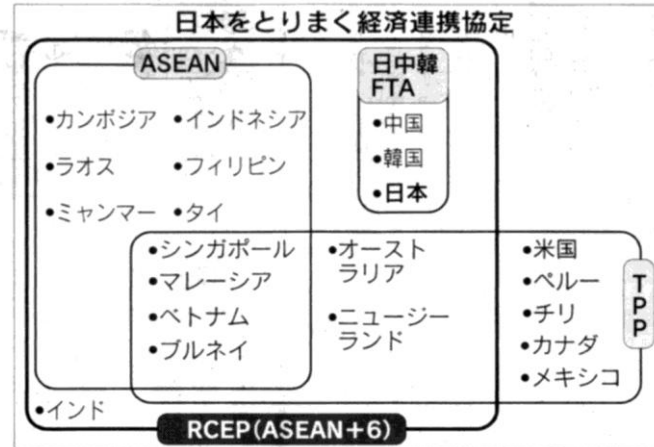 日本をとりまく経済連携協定
ASEAN
日中韓
FTA
•カンボジア •インドネシア
•ラオス •フィリピン
•ミャンマー •タイ
•中国
•韓国
•日本
•シンガポール
•マレーシア
•ベトナム
•ブルネイ
•オースト
ラリア
•ニュージー
ランド
•米国
•ペルー
•チリ
•カナダ
•メキシコ
TPP
•インド
RCEP(ASEAN+6)